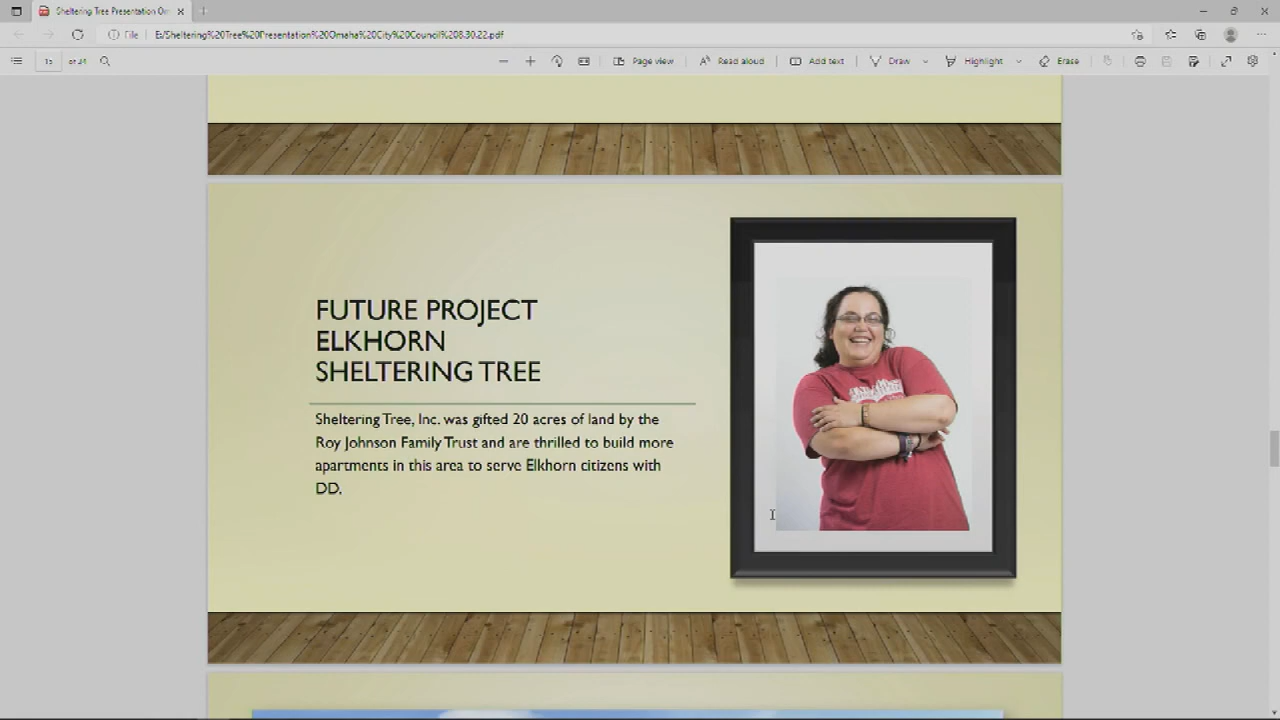 Sheltering Tree Presentation Om
File
E:/Sheltering%20Tree%20Presentation%20Omaha%20City%20Council%208.30.22.pdf
of 24
Page view
Read aloud
Add text
Draw
Highlight
Erase
FUTURE PROJECT
ELKHORN
SHELTERING TREE
Sheltering Tree, Inc. was gifted 20 acres of land by the
Roy Johnson Family Trust and are thrilled to build more
apartments in this area to serve Elkhorn citizens with
DD.